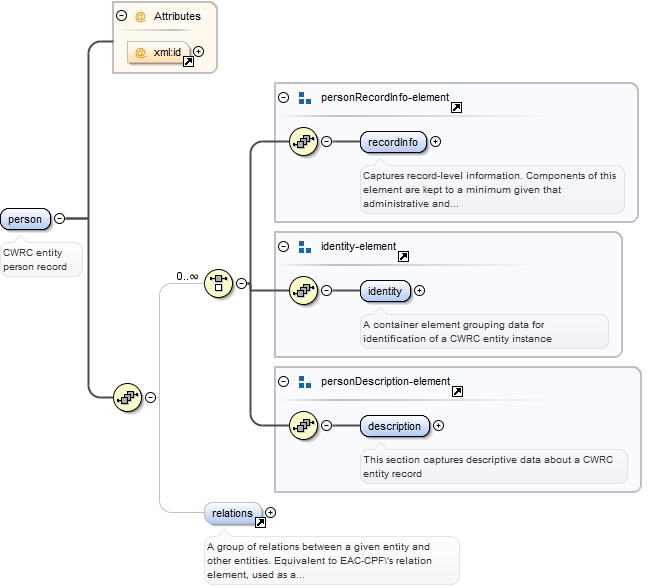 Attributes
@ xml:id
personRecordInfo-element
recordInfo
Captures record-level information. Components of this
element are kept to a minimum given that
administrative and...
person
CWRC entity
person record
0..∞
identity-element
identity
A container element grouping data for
identification of a CWRC entity instance
personDescription-element
description
This section captures descriptive data about a CWRC
entity record
relations
A group of relations between a given entity and
other entities. Equivalent to EAC-CPF\'s relation
element, used as a...